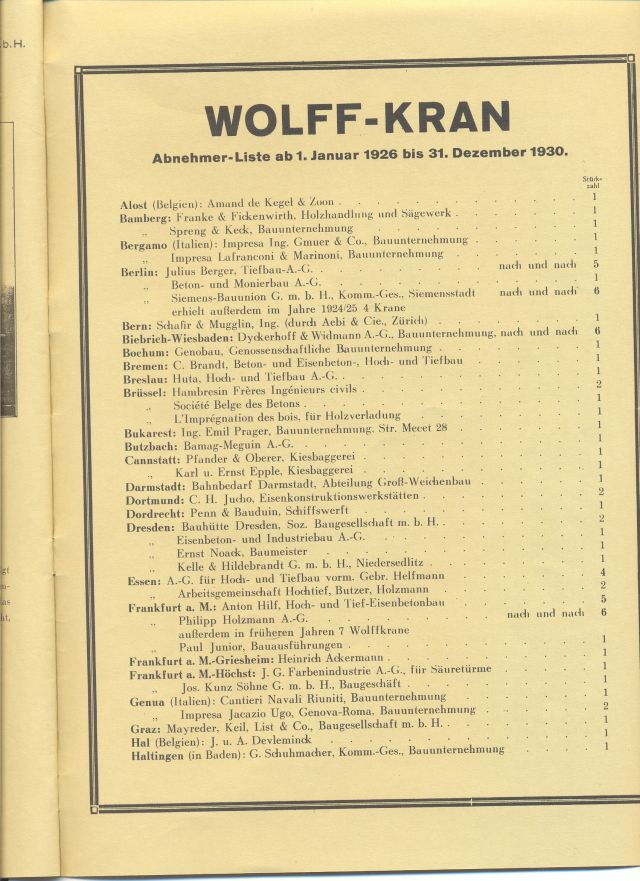 b. H.
WOLFF-KRAN
Abnehmer-Liste ab 1. Januar 1926 bis 31. Dezember 1930.
Stück-
zahl
Alost (Belgien): Amand de Kegel & Zoon . . . 1
Bamberg: Franke & Fickenwirth, Holzhandlung und Sägewerk . . . 1
„ Spreng & Keck, Bauunternehmung . . . 1
Bergamo (Italien): Impresa Ing. Gmuer & Co., Bauunternehmung . . . 1
„ Impresa Lafranconi & Marinoni, Bauunternehmung . . . 1
Berlin: Julius Berger, Tiefbau-A.-G. . . . nach und nach 5
„ Beton- und Monierbau A.-G. . . . 1
„ Siemens-Bauunion G. m. b. H., Komm.-Ges., Siemensstadt nach und nach 6
erhielt außerdem im Jahre 1924/25 4 Krane
Bern: Schafir & Mugglin, Ing. (durch Aebi & Cie., Zürich) . . . 1
Biebrich-Wiesbaden: Dyckerhoff & Widmann A.-G., Bauunternehmung, nach und nach 6
Bochum: Genobau, Genossenschaftliche Bauunternehmung . . . 1
Bremen: C. Brandt, Beton- und Eisenbeton-, Hoch- und Tiefbau . . . 1
Breslau: Huta, Hoch- und Tiefbau A.-G. . . . 1
Brüssel: Hambresin Frères Ingénieurs civils . . . 2
„ Société Belge des Betons . . . 1
„ L'Imprégnation des bois, für Holzverladung . . . 1
Bukarest: Ing. Emil Prager, Bauunternehmung, Str. Mecet 28 . . . 1
Butzbach: Bamag-Meguin A.-G. . . . 1
Cannstatt: Pfander & Oberer, Kiesbaggerei . . . 1
„ Karl u. Ernst Epple, Kiesbaggerei . . . 1
Darmstadt: Bahnbedarf Darmstadt, Abteilung Groß-Weichenbau . . . 1
Dortmund: C. H. Jucho, Eisenkonstruktionswerkstätten . . . 2
Dordrecht: Penn & Bauduin, Schiffswerft . . . 1
Dresden: Bauhütte Dresden, Soz. Baugesellschaft m. b. H. . . . 2
„ Eisenbeton- und Industriebau A.-G. . . . 1
„ Ernst Noack, Baumeister . . . 1
„ Kelle & Hildebrandt G. m. b. H., Niedersedlitz . . . 1
Essen: A.-G. für Hoch- und Tiefbau vorm. Gebr. Helfmann . . . 4
„ Arbeitsgemeinschaft Hochtief, Butzer, Holzmann . . . 2
Frankfurt a. M.: Anton Hilf, Hoch- und Tief-Eisenbetonbau . . . 5
„ Philipp Holzmann A.-G. . . . nach und nach 6
außerdem in früheren Jahren 7 Wolffkrane
„ Paul Junior, Bauausführungen . . . 1
Frankfurt a. M.-Griesheim: Heinrich Ackermann . . . 1
Frankfurt a. M.-Höchst: J. G. Farbenindustrie A.-G., für Säuretürme . . . 1
„ Jos. Kunz Söhne G. m. b. H., Baugeschäft . . . 1
Genua (Italien): Cantieri Navali Riuniti, Bauunternehmung . . . 1
„ Impresa Jacazio Ugo, Genova-Roma, Bauunternehmung . . . 2
Graz: Mayreder, Keil, List & Co., Baugesellschaft m. b. H. . . . 1
Hal (Belgien): J. u. A. Devleminck . . . 1
Haltingen (in Baden): G. Schuhmacher, Komm.-Ges., Bauunternehmung . . . 1